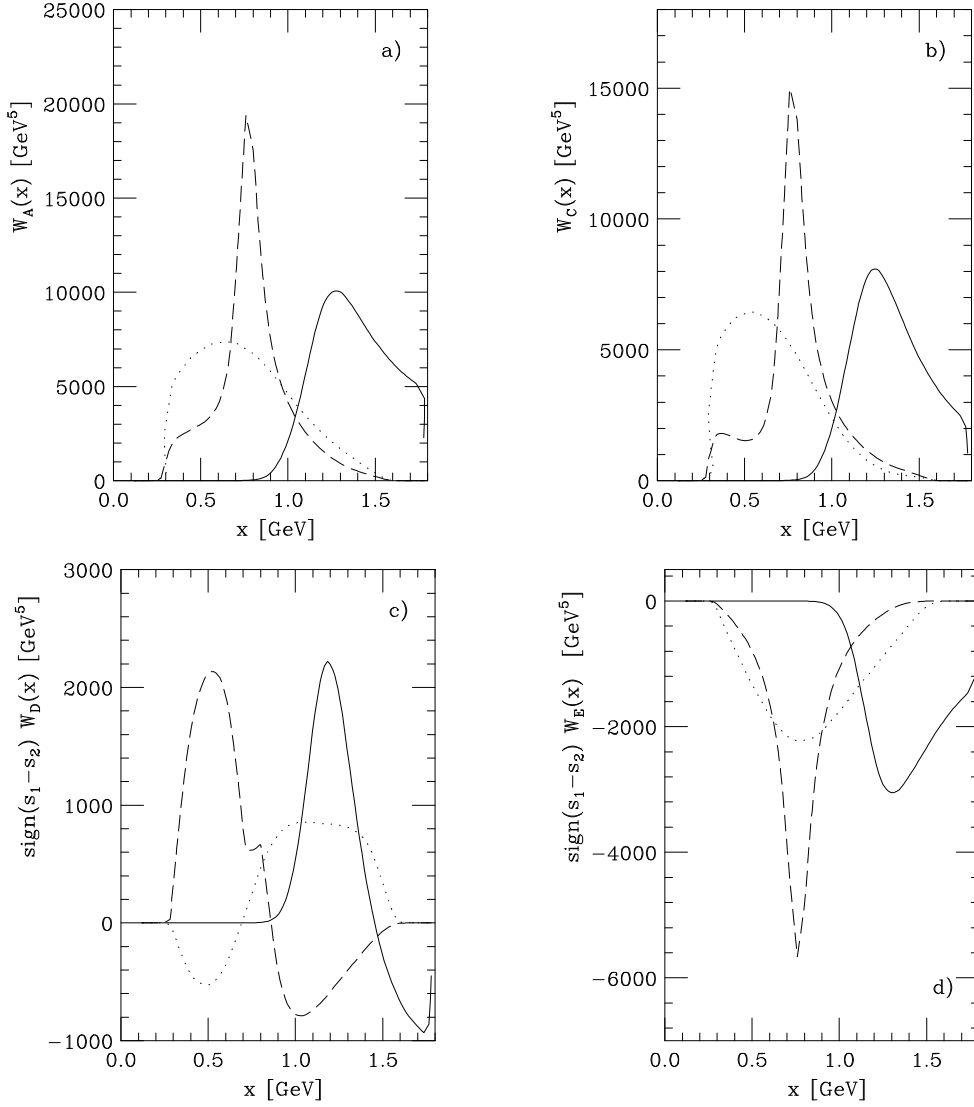 25000
20000
15000
10000
5000
0
0.0 0.5 1.0 1.5
x [GeV]
W_A(x) [GeV^5]
a)
15000
10000
5000
0
0.0 0.5 1.0 1.5
x [GeV]
W_C(x) [GeV^5]
b)
3000
2000
1000
0
−1000
0.0 0.5 1.0 1.5
x [GeV]
sign(s_1−s_2) W_D(x) [GeV^5]
c)
0
−2000
−4000
−6000
0.0 0.5 1.0 1.5
x [GeV]
sign(s_1−s_2) W_E(x) [GeV^5]
d)